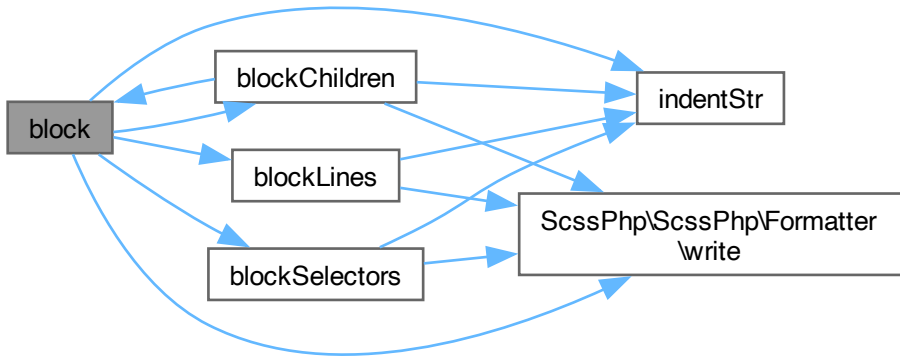 block
blockChildren
blockLines
blockSelectors
indentStr
ScssPhp\ScssPhp\Formatter
\write